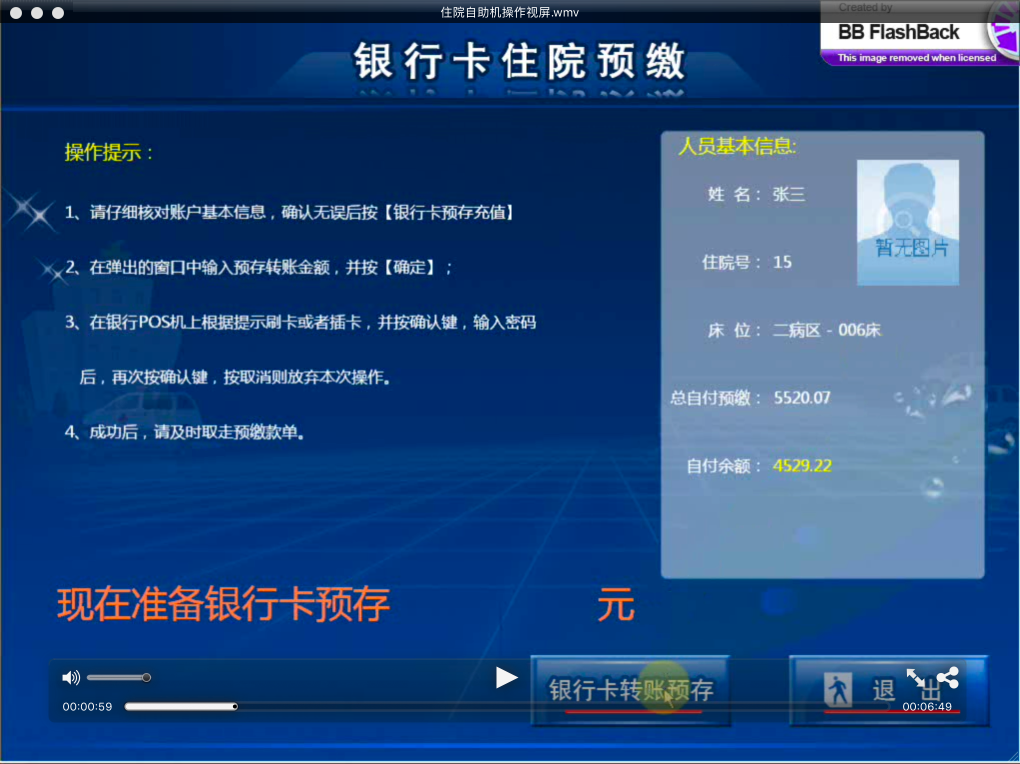 住院自助机操作视屏.wmv
Created by
BB FlashBack
This image removed when licensed
银行卡住院预缴
操作提示：
1、请仔细核对账户基本信息，确认无误后按【银行卡预存充值】
2、在弹出的窗口中输入预存转账金额，并按【确定】；
3、在银行POS机上根据提示刷卡或者插卡，并按确认键，输入密码
后，再次按确认键，按取消则放弃本次操作。
4、成功后，请及时取走预缴款单。
人员基本信息:
姓 名： 张三
暂无图片
住院号： 15
床 位： 二病区 - 006床
总自付预缴： 5520.07
自付余额： 4529.22
现在准备银行卡预存 元
银行卡转账预存
退 出
00:00:59
00:06:49